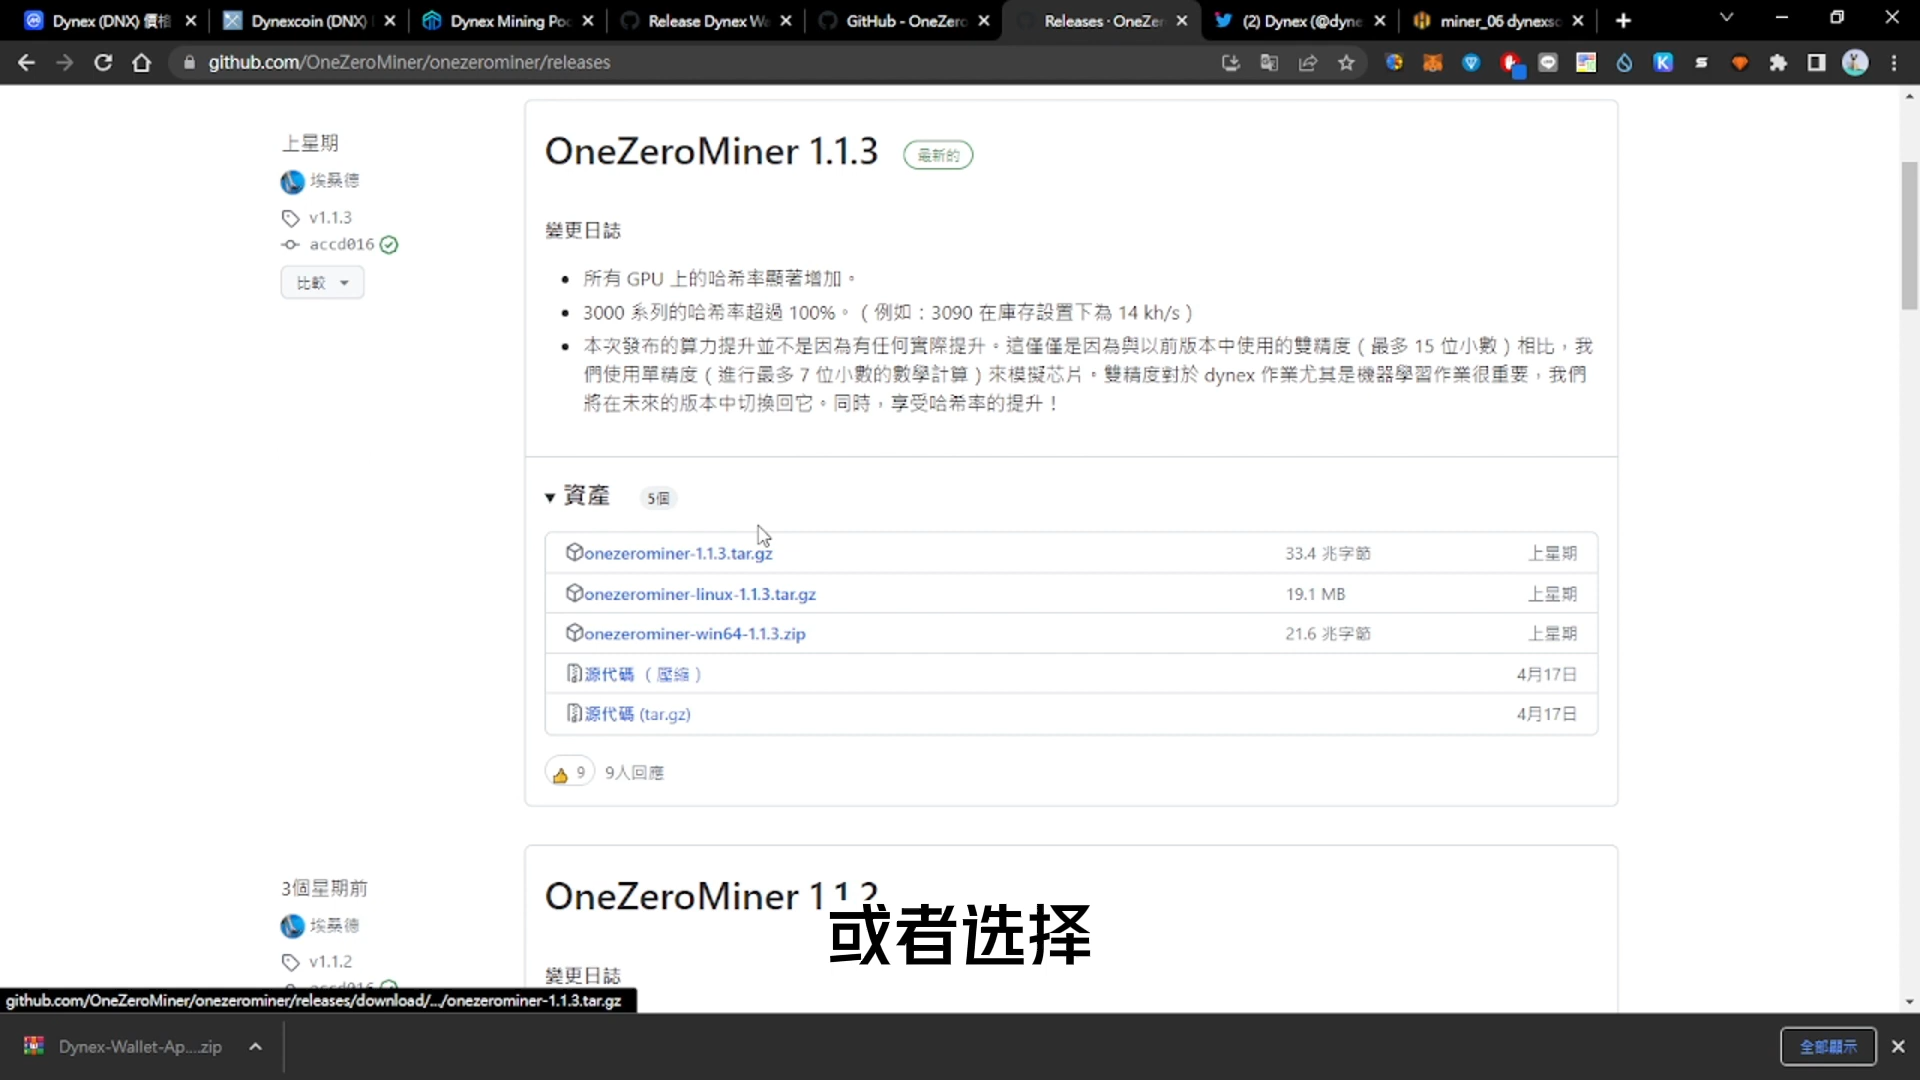 Dynex (DNX) 價格
Dynexcoin (DNX)
Dynex Mining Poo
Release Dynex Wa
GitHub - OneZero
Releases · OneZer
(2) Dynex (@dyne
miner_06 dynexso
github.com/OneZeroMiner/onezerominer/releases
上星期
埃桑德
v1.1.3
accd016
比較
OneZeroMiner 1.1.3
最新的
變更日誌
所有 GPU 上的哈希率顯著增加。
3000 系列的哈希率超過 100%。（例如：3090 在庫存設置下為 14 kh/s）
本次發布的算力提升並不是因為有任何實際提升。這僅僅是因為與以前版本中使用的雙精度（最多 15 位小數）相比，我
們使用單精度（進行最多 7 位小數的數學計算）來模擬芯片。雙精度對於 dynex 作業尤其是機器學習作業很重要，我們
將在未來的版本中切換回它。同時，享受哈希率的提升！
資產 5個
onezerominer-1.1.3.tar.gz 33.4 兆字節 上星期
onezerominer-linux-1.1.3.tar.gz 19.1 MB 上星期
onezerominer-win64-1.1.3.zip 21.6 兆字節 上星期
源代碼（壓縮） 4月17日
源代碼 (tar.gz) 4月17日
9 9人回應
3個星期前
埃桑德
v1.1.2
accd016
OneZeroMiner 1.1.2
變更日誌
或者选择
github.com/OneZeroMiner/onezerominer/releases/download/.../onezerominer-1.1.3.tar.gz
Dynex-Wallet-Ap....zip
全部顯示